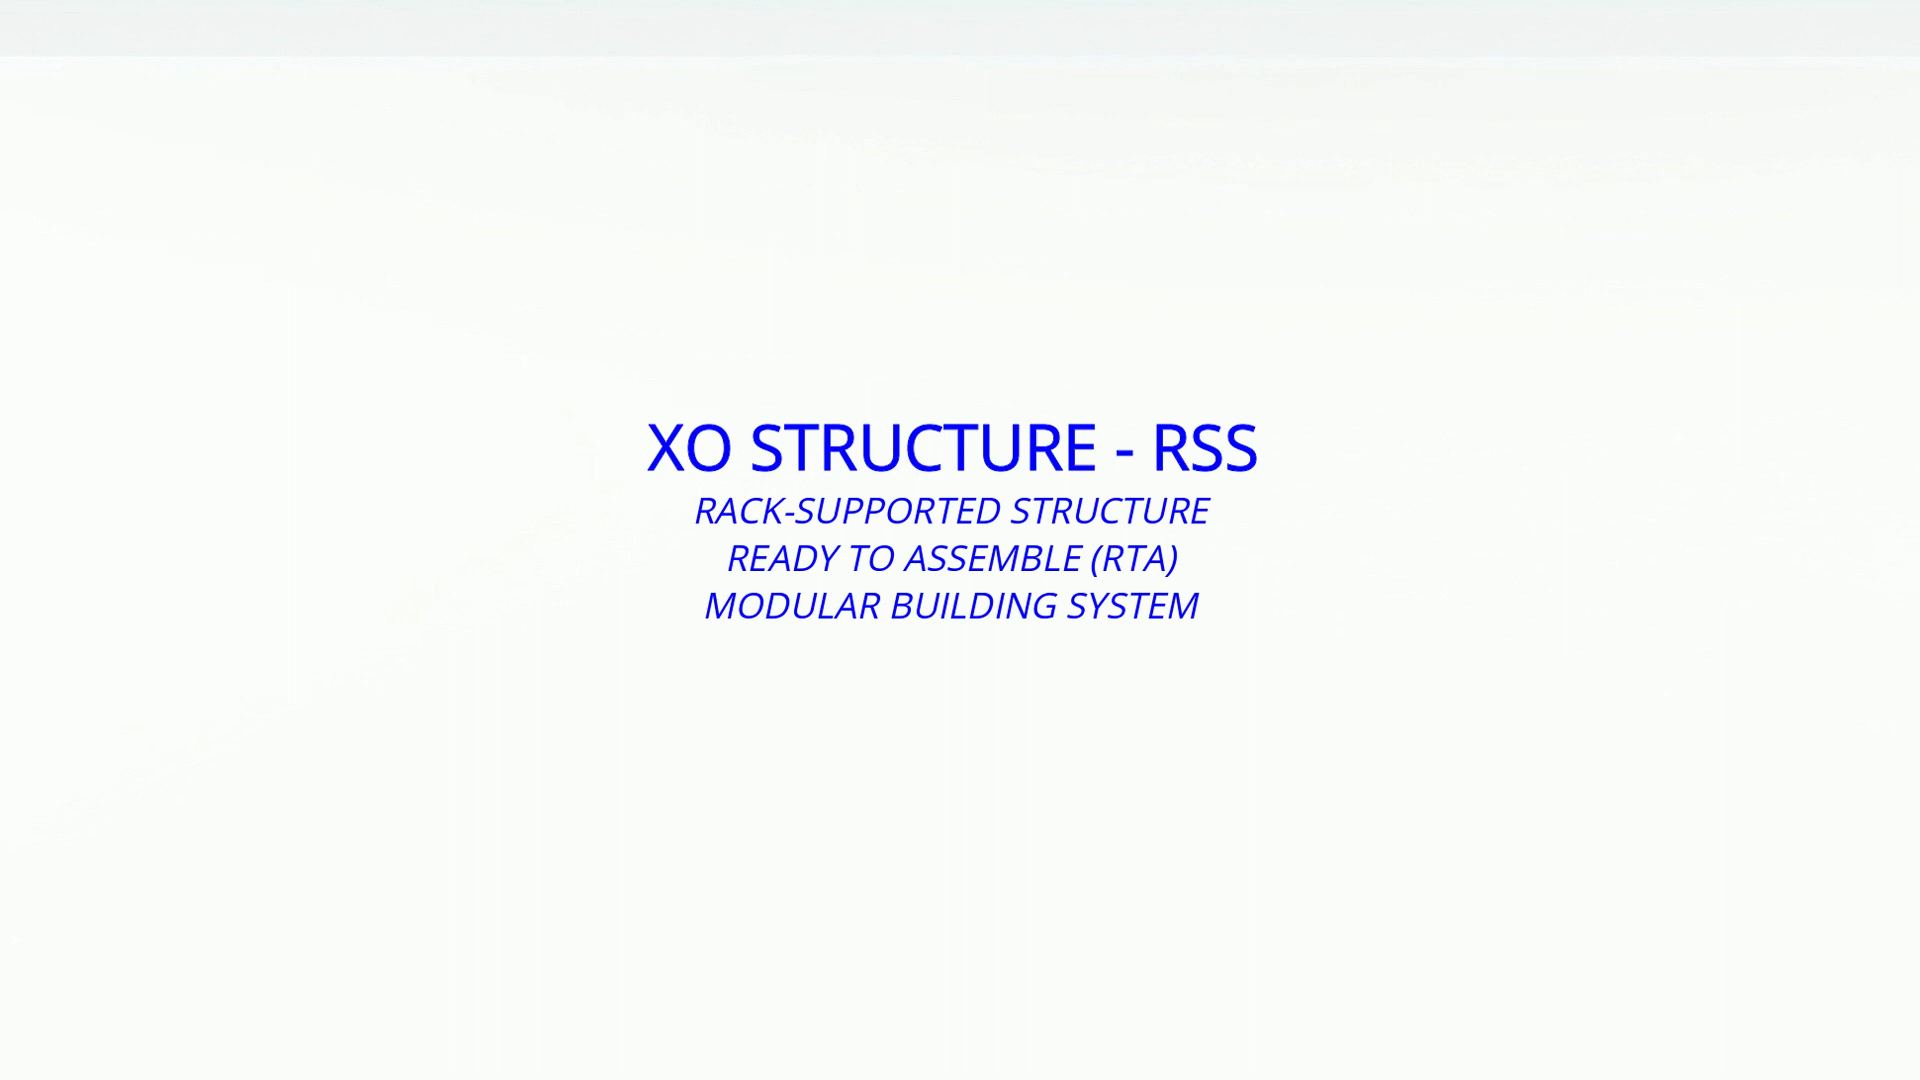 XO STRUCTURE - RSS
RACK-SUPPORTED STRUCTURE
READY TO ASSEMBLE (RTA)
MODULAR BUILDING SYSTEM